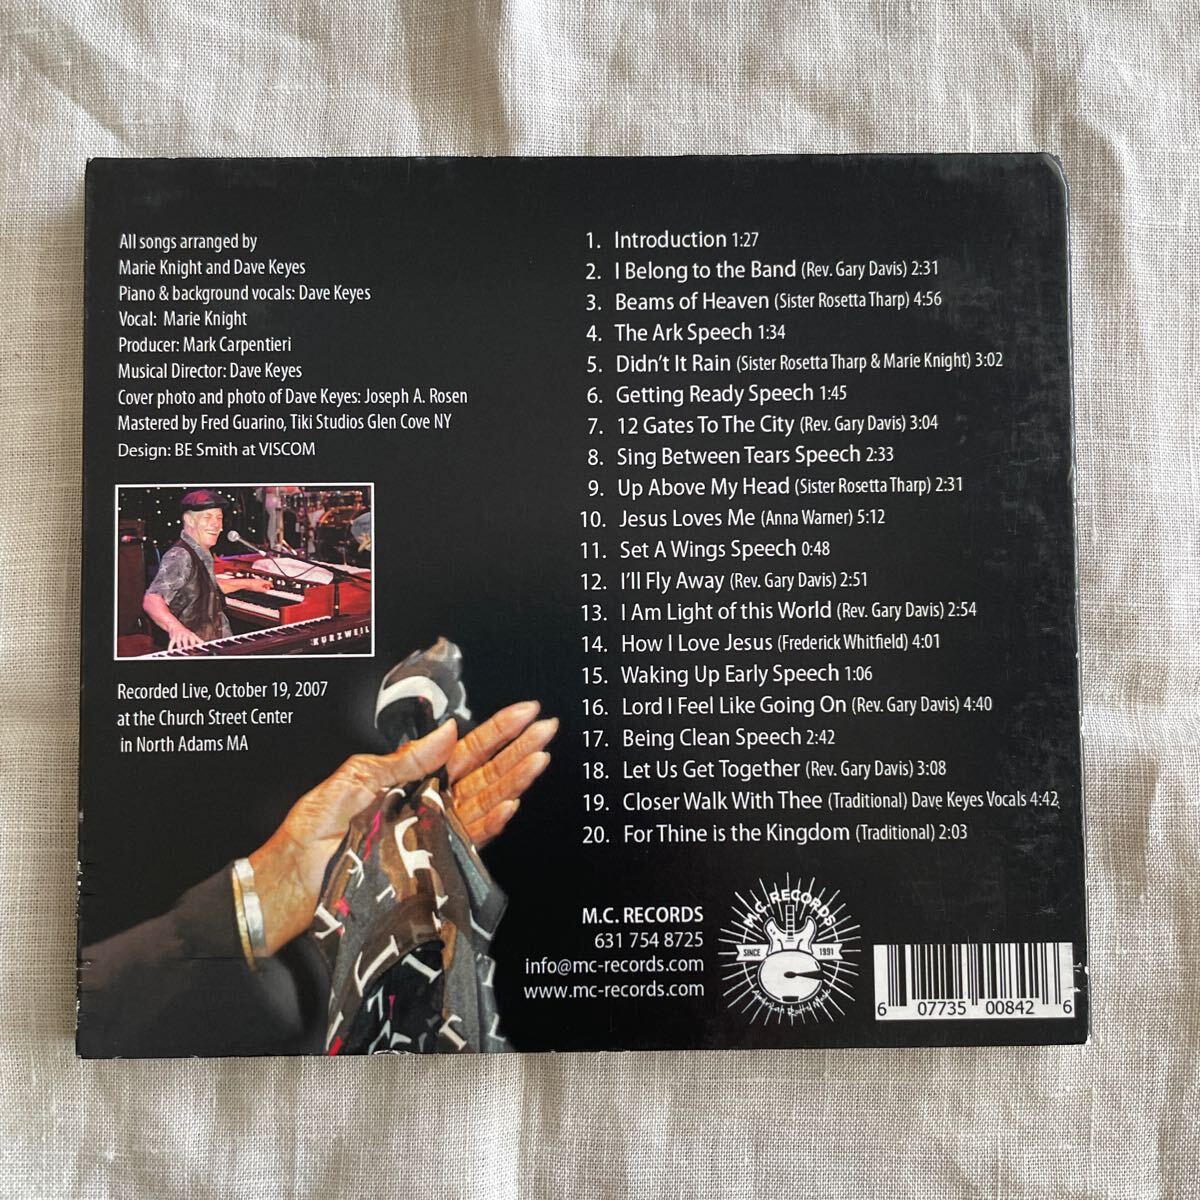 All songs arranged by
Marie Knight and Dave Keyes
Piano & background vocals: Dave Keyes
Vocal: Marie Knight
Producer: Mark Carpentieri
Musical Director: Dave Keyes
Cover photo and photo of Dave Keyes: Joseph A. Rosen
Mastered by Fred Guarino, Tiki Studios Glen Cove NY
Design: BE Smith at VISCOM
KURZWEIL
Recorded Live, October 19, 2007
at the Church Street Center
in North Adams MA
1. Introduction 1:27
2. I Belong to the Band (Rev. Gary Davis) 2:31
3. Beams of Heaven (Sister Rosetta Tharp) 4:56
4. The Ark Speech 1:34
5. Didn't It Rain (Sister Rosetta Tharp & Marie Knight) 3:02
6. Getting Ready Speech 1:45
7. 12 Gates To The City (Rev. Gary Davis) 3:04
8. Sing Between Tears Speech 2:33
9. Up Above My Head (Sister Rosetta Tharp) 2:31
10. Jesus Loves Me (Anna Warner) 5:12
11. Set A Wings Speech 0:48
12. I'll Fly Away (Rev. Gary Davis) 2:51
13. I Am Light of this World (Rev. Gary Davis) 2:54
14. How I Love Jesus (Frederick Whitfield) 4:01
15. Waking Up Early Speech 1:06
16. Lord I Feel Like Going On (Rev. Gary Davis) 4:40
17. Being Clean Speech 2:42
18. Let Us Get Together (Rev. Gary Davis) 3:08
19. Closer Walk With Thee (Traditional) Dave Keyes Vocals 4:42
20. For Thine is the Kingdom (Traditional) 2:03
M.C. RECORDS
631 754 8725
info@mc-records.com
www.mc-records.com
M.C. RECORDS
SINCE 1991
American Roots Music
6 07735 00842 6